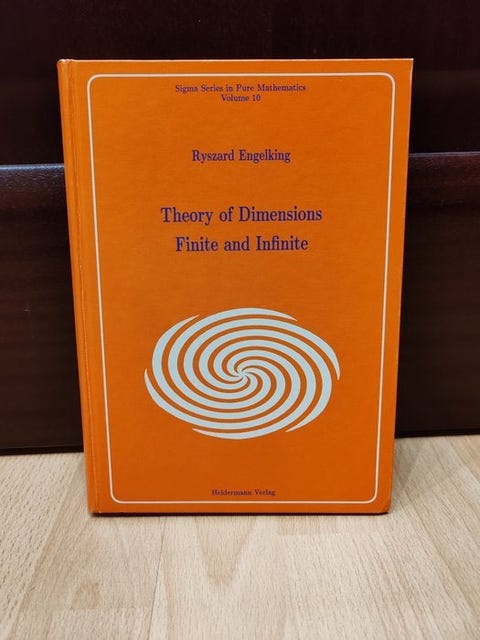 Sigma Series in Pure Mathematics
Volume 10
Ryszard Engelking
Theory of Dimensions
Finite and Infinite
Heldermann Verlag